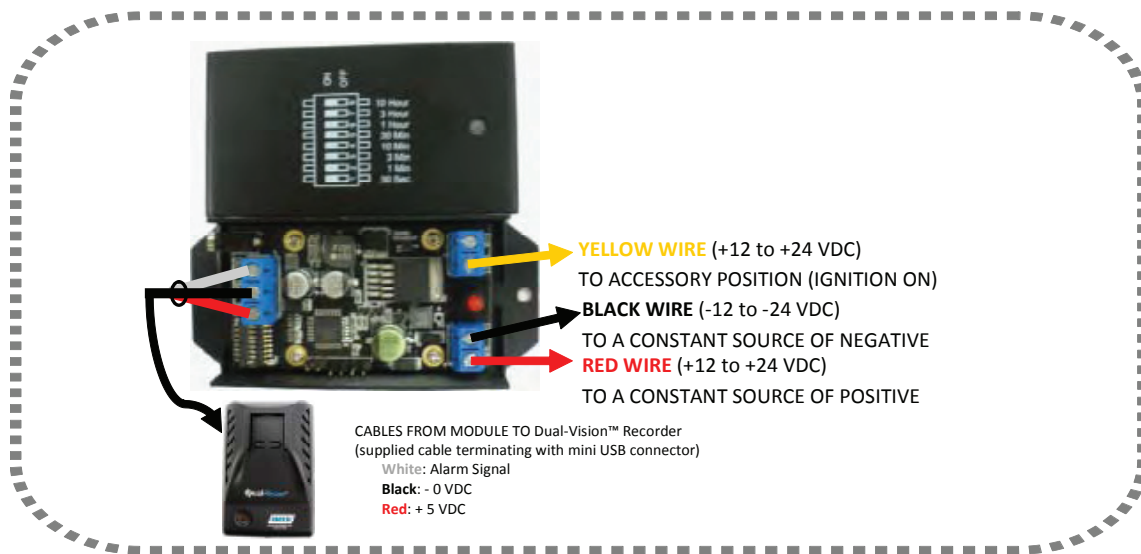 ON OFF
10 Hour
3 Hour
1 Hour
30 Min
10 Min
3 Min
1 Min
YELLOW WIRE (+12 to +24 VDC)
TO ACCESSORY POSITION (IGNITION ON)
BLACK WIRE (-12 to -24 VDC)
TO A CONSTANT SOURCE OF NEGATIVE
RED WIRE (+12 to +24 VDC)
TO A CONSTANT SOURCE OF POSITIVE
CABLES FROM MODULE TO Dual-Vision™ Recorder
(supplied cable terminating with mini USB connector)
White: Alarm Signal
Black: - 0 VDC
Red: + 5 VDC